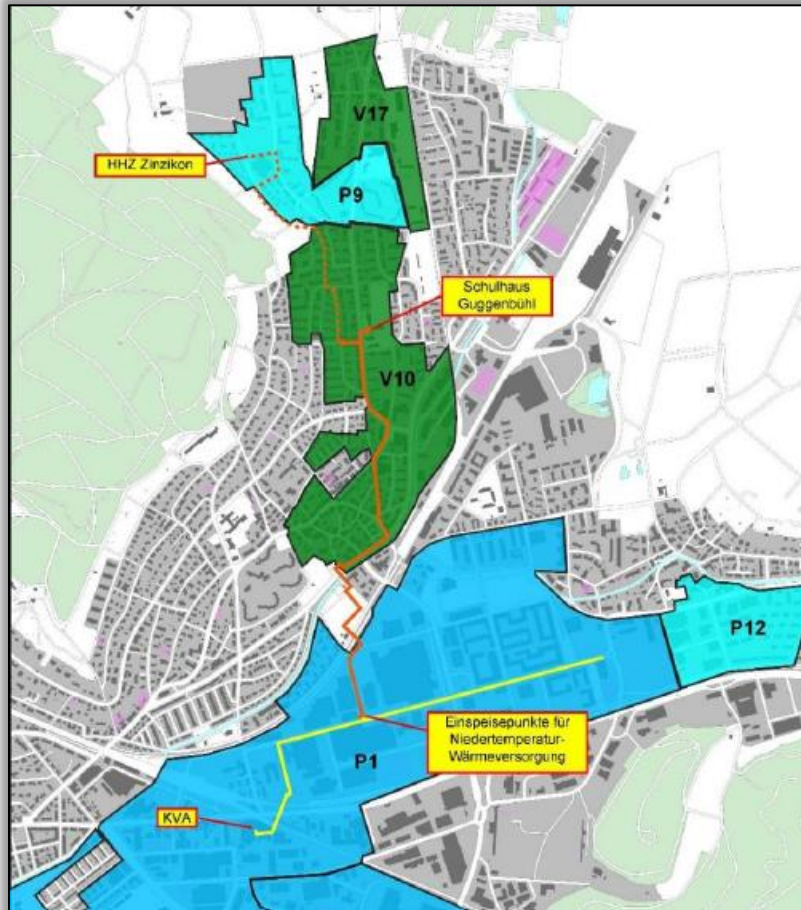 V17
HHZ Zinzikon
P9
Schulhaus
Guggenbühl
V10
P12
Einspeisepunkte für
Niedertemperatur-
Wärmeversorgung
P1
KVA